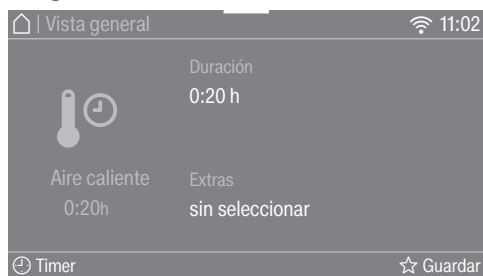 | Vista general
11:02
Duración
0:20 h
Aire caliente
0:20h
Extras
sin seleccionar
Timer
Guardar